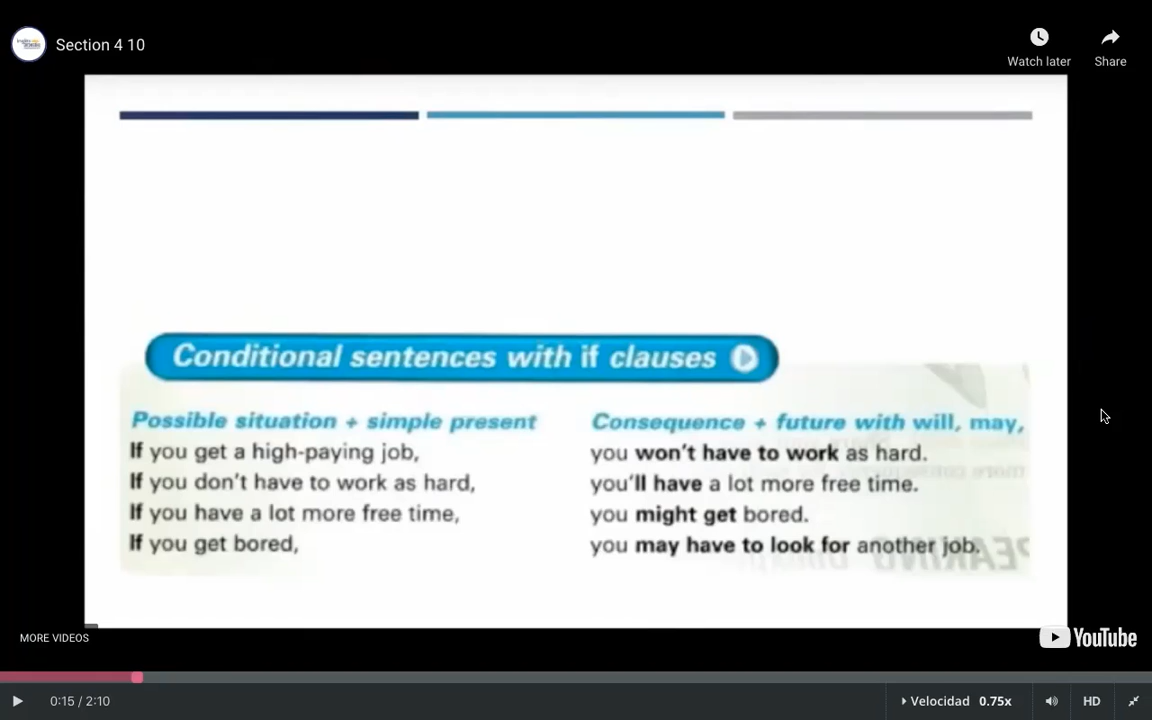 Section 4 10
Watch later
Share
Conditional sentences with if clauses
Possible situation + simple present
If you get a high-paying job,
If you don't have to work as hard,
If you have a lot more free time,
If you get bored,
Consequence + future with will, may,
you won't have to work as hard.
you'll have a lot more free time.
you might get bored.
you may have to look for another job.
MORE VIDEOS
YouTube
0:15 / 2:10
Velocidad 0.75x
HD